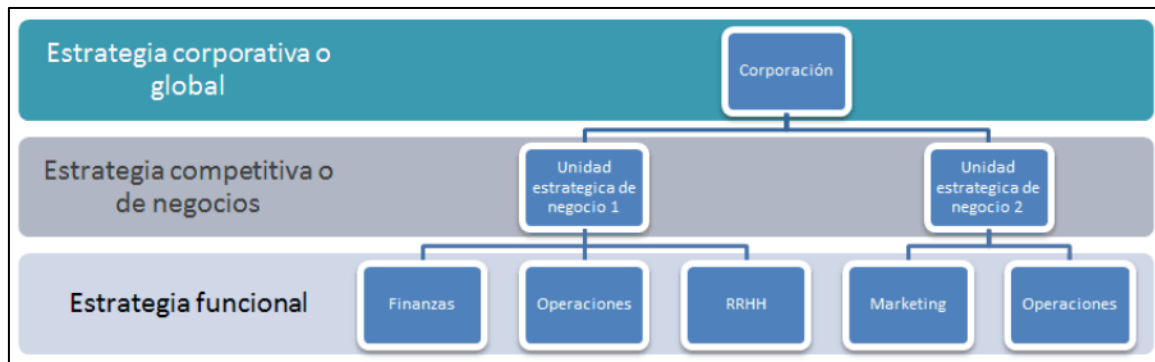 Estrategia corporativa o
global
Corporación
Estrategia competitiva o
de negocios
Unidad
estrategica de
negocio 1
Unidad
estrategica de
negocio 2
Estrategia funcional
Finanzas
Operaciones
RRHH
Marketing
Operaciones